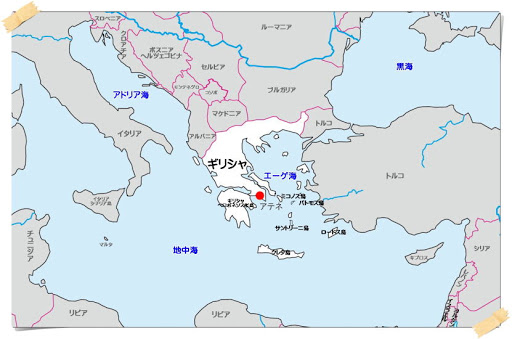 スロベニア
クロアチア
ルーマニア
ボスニア
ヘルツェゴビナ
セルビア
黒海
アドリア海
モンテネグロ
コソボ
ブルガリア
マケドニア
イタリア
アルバニア
トルコ
ギリシャ
エーゲ海
トルコ
イタリア
シチリア島
ギリシャ
ペロポネソス半島
ミコノス島
パトモス島
アテネ
サントリーニ島
ロードス島
チュニジア
マルタ
地中海
クレタ島
キプロス
シリア
リビア
リビア